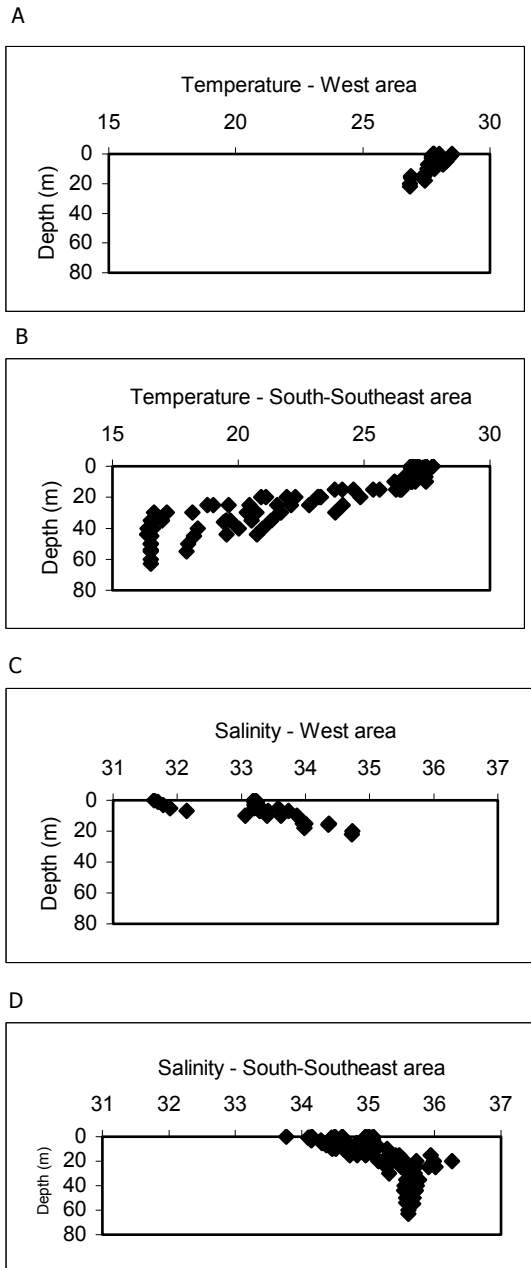 A
Temperature - West area
15 20 25 30
0
20
40
60
80
Depth (m)
B
Temperature - South-Southeast area
15 20 25 30
0
20
40
60
80
Depth (m)
C
Salinity - West area
31 32 33 34 35 36 37
0
20
40
60
80
Depth (m)
D
Salinity - South-Southeast area
31 32 33 34 35 36 37
0
20
40
60
80
Depth (m)